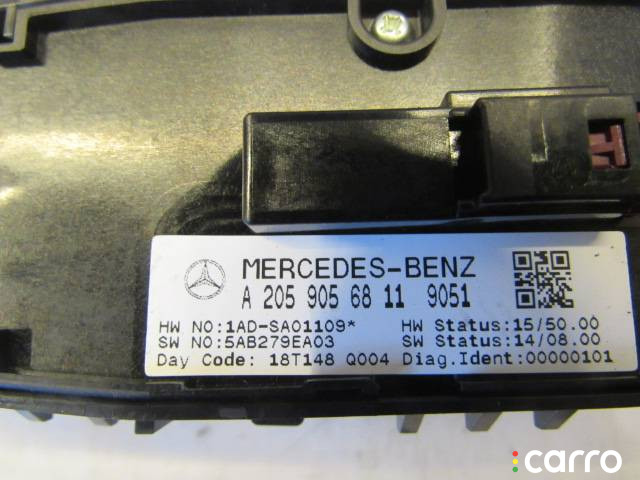 MERCEDES-BENZ
A 205 905 68 11 9051
HW NO:1AD-SA01109* HW Status:15/50.00
SW NO:5AB279EA03 SW Status:14/08.00
Day Code: 18T148 Q004 Diag.Ident:00000101
carro